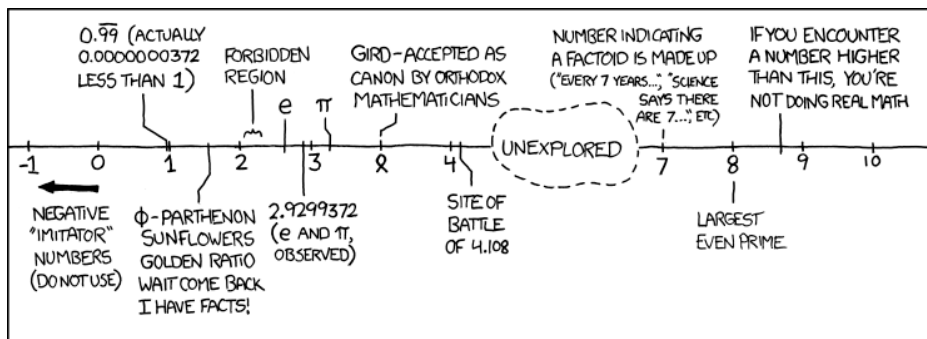 0.99 (ACTUALLY
0.0000000372
LESS THAN 1)
FORBIDDEN
REGION
e
π
GIRD-ACCEPTED AS
CANON BY ORTHODOX
MATHEMATICIANS
NUMBER INDICATING
A FACTOID IS MADE UP
("EVERY 7 YEARS...", "SCIENCE
SAYS THERE
ARE 7...", ETC)
IF YOU ENCOUNTER
A NUMBER HIGHER
THAN THIS, YOU'RE
NOT DOING REAL MATH
UNEXPLORED
-1 0 1 2 3 4 7 8 9 10
NEGATIVE
"IMITATOR"
NUMBERS
(DO NOT USE)
Φ-PARTHENON
SUNFLOWERS
GOLDEN RATIO
WAIT COME BACK
I HAVE FACTS!
2.9299372
(e AND π,
OBSERVED)
SITE OF
BATTLE
OF 4.108
LARGEST
EVEN PRIME